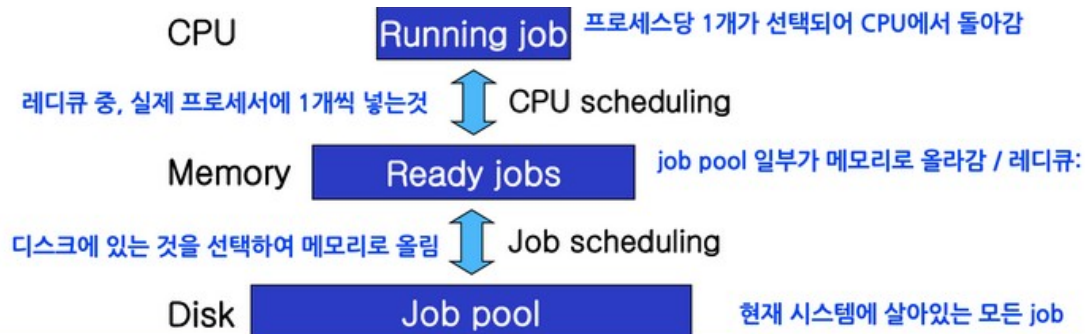 CPU
Running job
프로세스당 1개가 선택되어 CPU에서 돌아감
레디큐 중, 실제 프로세서에 1개씩 넣는것
CPU scheduling
Memory
Ready jobs
job pool 일부가 메모리로 올라감 / 레디큐:
디스크에 있는 것을 선택하여 메모리로 올림
Job scheduling
Disk
Job pool
현재 시스템에 살아있는 모든 job